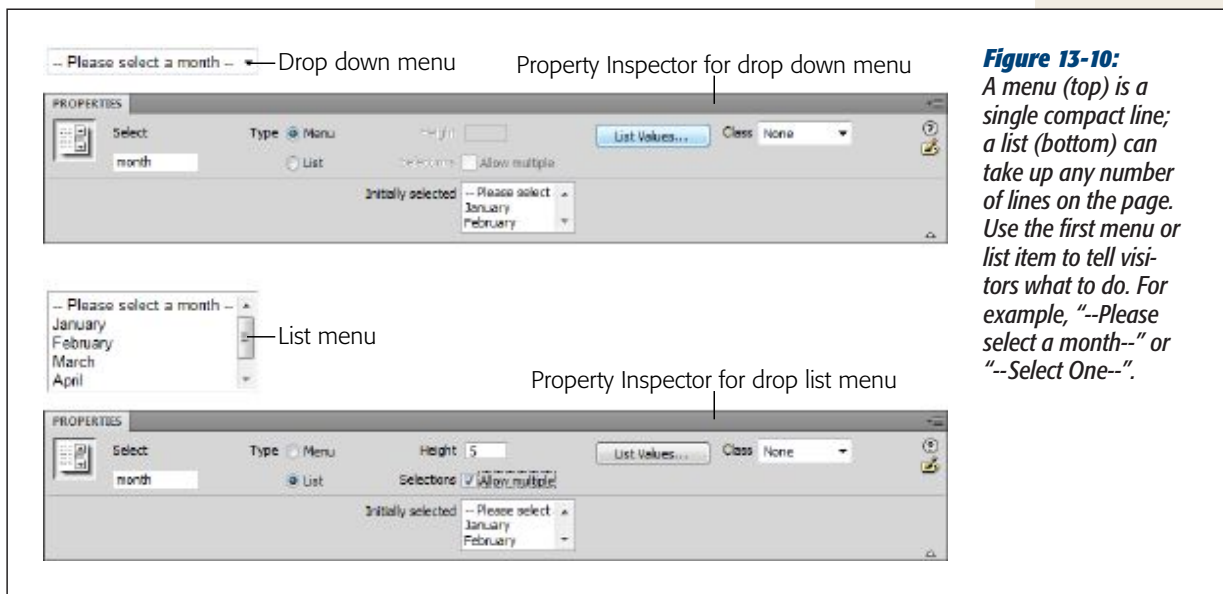 -- Please select a month --
Drop down menu
Property Inspector for drop down menu
PROPERTIES
Select
Type
Menu
Height
List Values...
Class
None
month
List
Selections
Allow multiple
Initially selected
-- Please select
January
February
-- Please select a month --
January
February
March
April
List menu
Property Inspector for drop list menu
PROPERTIES
Select
Type
Menu
Height
5
List Values...
Class
None
month
List
Selections
Allow multiple
Initially selected
-- Please select
January
February
Figure 13-10:
A menu (top) is a
single compact line;
a list (bottom) can
take up any number
of lines on the page.
Use the first menu or
list item to tell visi-
tors what to do. For
example, “--Please
select a month--” or
“--Select One--”.